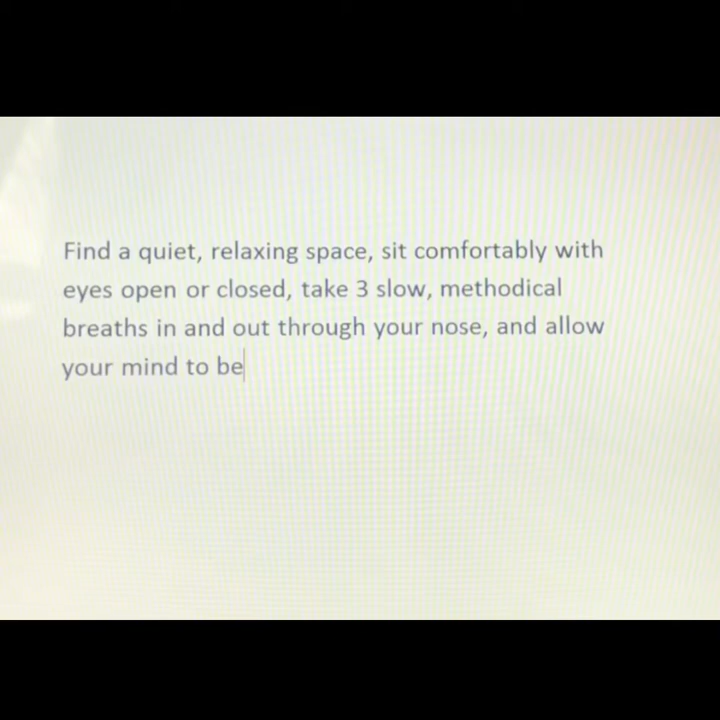 Find a quiet, relaxing space, sit comfortably with
eyes open or closed, take 3 slow, methodical
breaths in and out through your nose, and allow
your mind to be